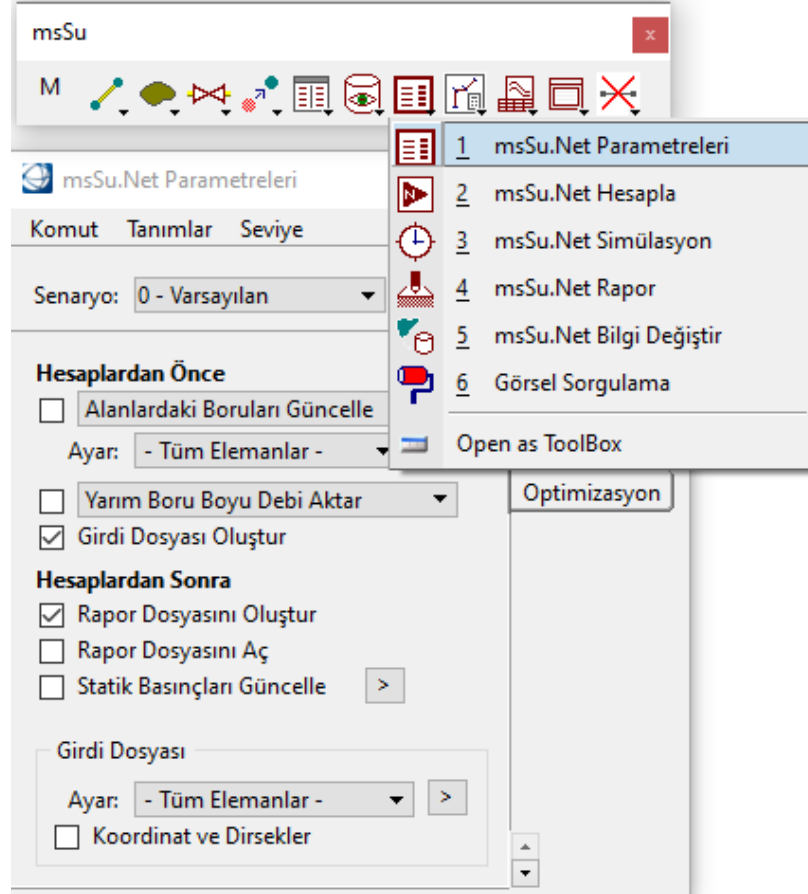 msSu
x
M
1 msSu.Net Parametreleri
2 msSu.Net Hesapla
3 msSu.Net Simülasyon
4 msSu.Net Rapor
5 msSu.Net Bilgi Değiştir
6 Görsel Sorgulama
Open as ToolBox
msSu.Net Parametreleri
Komut Tanımlar Seviye
Senaryo: 0 - Varsayılan
Hesaplardan Önce
Alanlardaki Boruları Güncelle
Ayar: - Tüm Elemanlar -
Yarım Boru Boyu Debi Aktar
Optimizasyon
Girdi Dosyası Oluştur
Hesaplardan Sonra
Rapor Dosyasını Oluştur
Rapor Dosyasını Aç
Statik Basınçları Güncelle >
Girdi Dosyası
Ayar: - Tüm Elemanlar - >
Koordinat ve Dirsekler